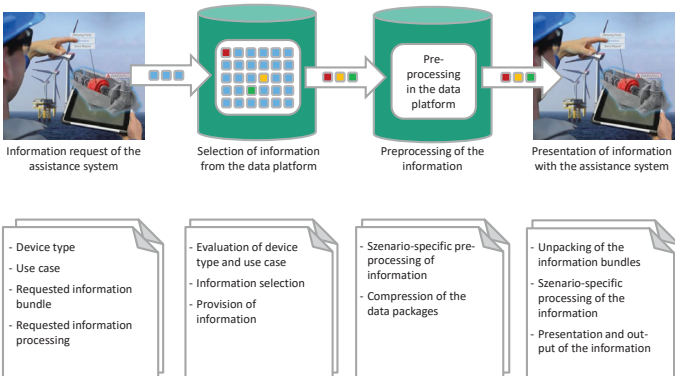 Pre-
processing
in the data
platform
Information request of the
assistance system
Selection of information
from the data platform
Preprocessing of the
information
Presentation of information
with the assistance system
- Device type
- Use case
- Requested information
bundle
- Requested information
processing
- Evaluation of device
type and use case
- Information selection
- Provision of
information
- Szenario-specific pre-
processing of
information
- Compression of the
data packages
- Unpacking of the
information bundles
- Szenario-specific
processing of the
information
- Presentation and out-
put of the information